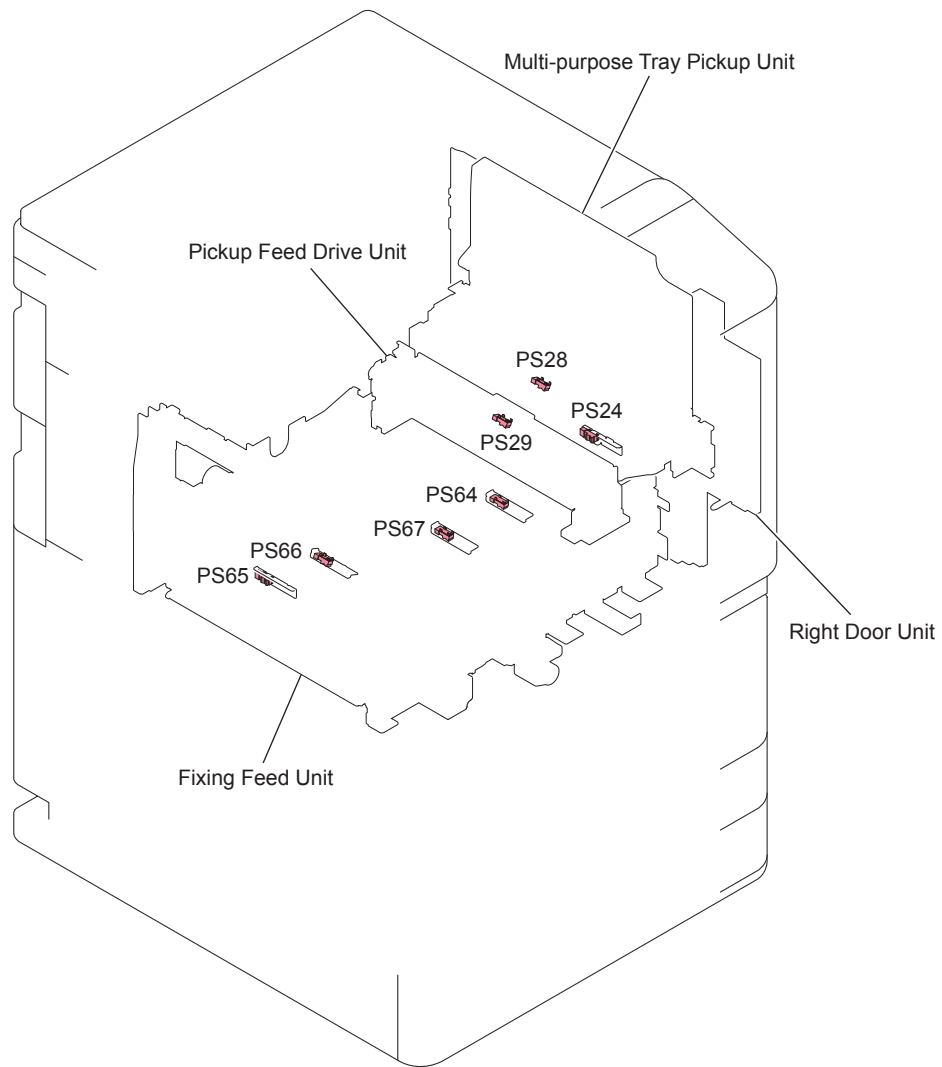 Multi-purpose Tray Pickup Unit
Pickup Feed Drive Unit
PS28
PS24
PS29
PS64
PS67
PS66
PS65
Right Door Unit
Fixing Feed Unit